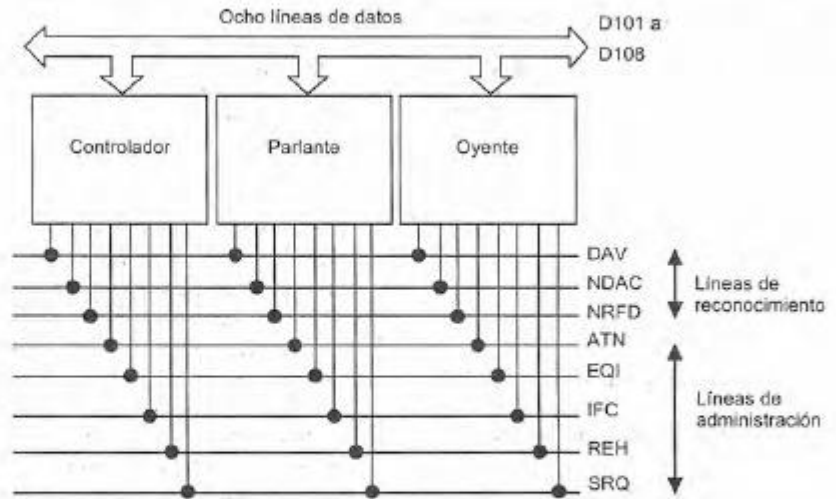 Ocho líneas de datos
D101 a
D108
Controlador
Parlante
Oyente
DAV
NDAC
NRFD
ATN
EQI
IFC
REH
SRQ
Líneas de
reconocimiento
Líneas de
administración